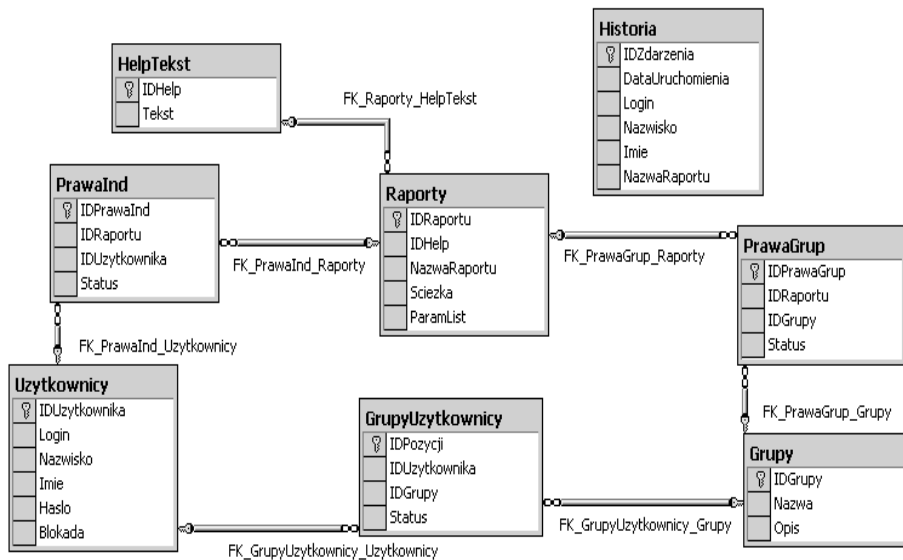 Historia
IDZdarzenia
DataUruchomienia
Login
Nazwisko
Imie
NazwaRaportu
HelpTekst
IDHelp
Tekst
FK_Raporty_HelpTekst
PrawaInd
IDPrawaInd
IDRaportu
IDUzytkownika
Status
Raporty
IDRaportu
IDHelp
NazwaRaportu
Sciezka
ParamList
FK_PrawaInd_Raporty
FK_PrawaGrup_Raporty
PrawaGrup
IDPrawaGrup
IDRaportu
IDGrupy
Status
FK_PrawaInd_Uzytkownicy
Uzytkownicy
IDUzytkownika
Login
Nazwisko
Imie
Haslo
Blokada
GrupyUzytkownicy
IDPozycji
IDUzytkownika
IDGrupy
Status
FK_PrawaGrup_Grupy
Grupy
IDGrupy
Nazwa
Opis
FK_GrupyUzytkownicy_Grupy
FK_GrupyUzytkownicy_Uzytkownicy